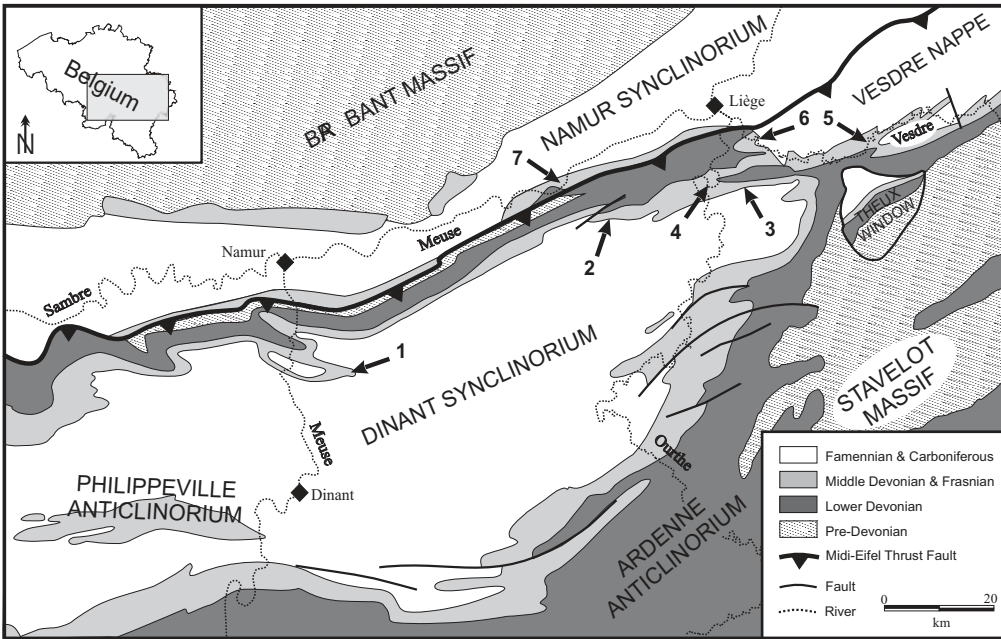 Belgium
N
BRABANT MASSIF
NAMUR SYNCLINORIUM
VESDRE NAPPE
Liège
6
5
Vesdre
7
THEUX
WINDOW
Meuse
4
3
2
Namur
Sambre
1
DINANT SYNCLINORIUM
STAVELOT
MASSIF
Meuse
Ourthe
PHILIPPEVILLE
ANTICLINORIUM
Dinant
ARDENNE
ANTICLINORIUM
Famennian & Carboniferous
Middle Devonian & Frasnian
Lower Devonian
Pre-Devonian
Midi-Eifel Thrust Fault
Fault
River
0 20
km